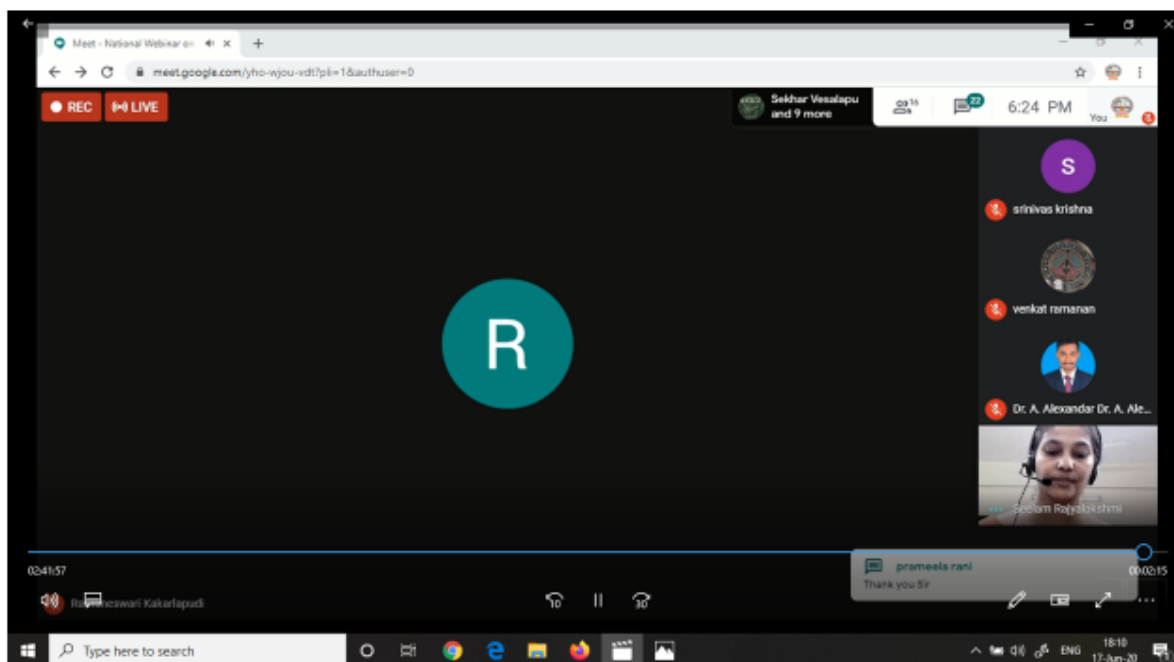 Meet - National Webinar on
meet.google.com/yho-wjou-vdt?pli=1&authuser=0
REC
LIVE
Sekhar Vesalapu
and 9 more
16
22
6:24 PM
You
S
srinivas krishna
venkat ramanan
R
Dr. A. Alexandar Dr. A. Ale...
Seelam Rajyalakshmi
02:41:57
prameela rani
Thank you Sir
00:02:15
Kakarlapudi
10
30
Type here to search
ENG
18:10
17-Jun-20